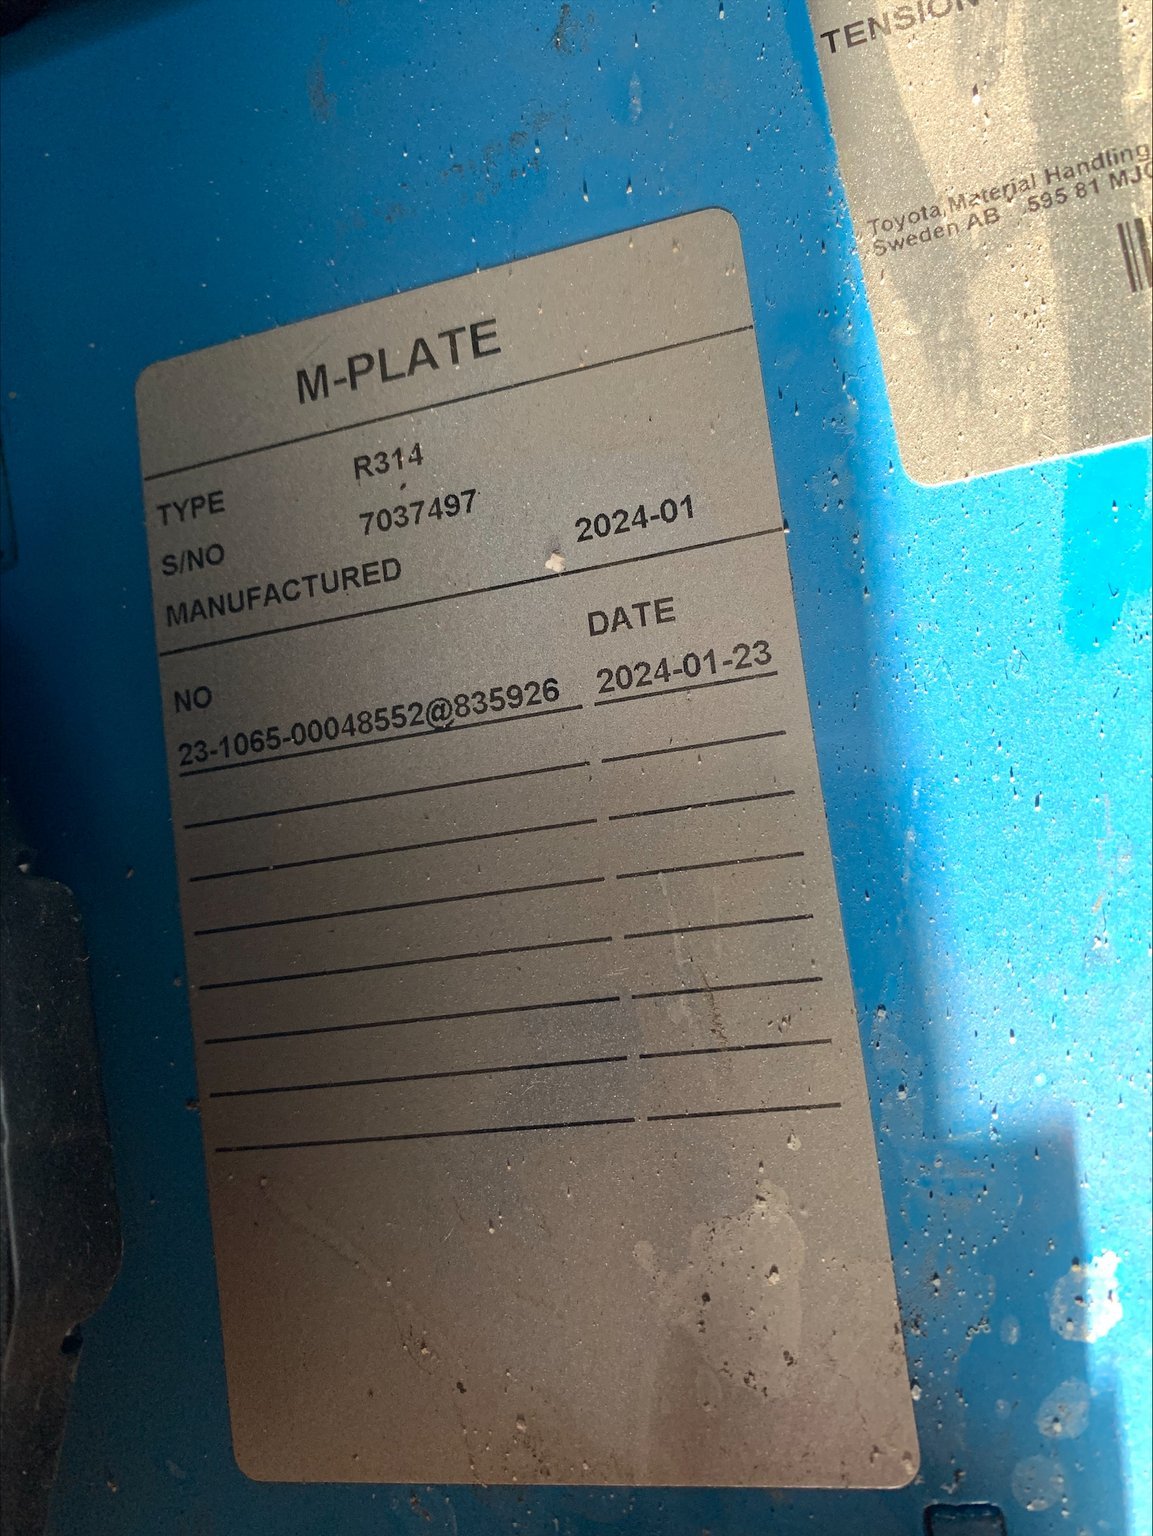 TENSION
Toyota Material Handling
Sweden AB 595 81
M-PLATE
TYPE R314
S/NO 7037497
MANUFACTURED 2024-01
NO DATE
23-1065-00048552@835926 2024-01-23